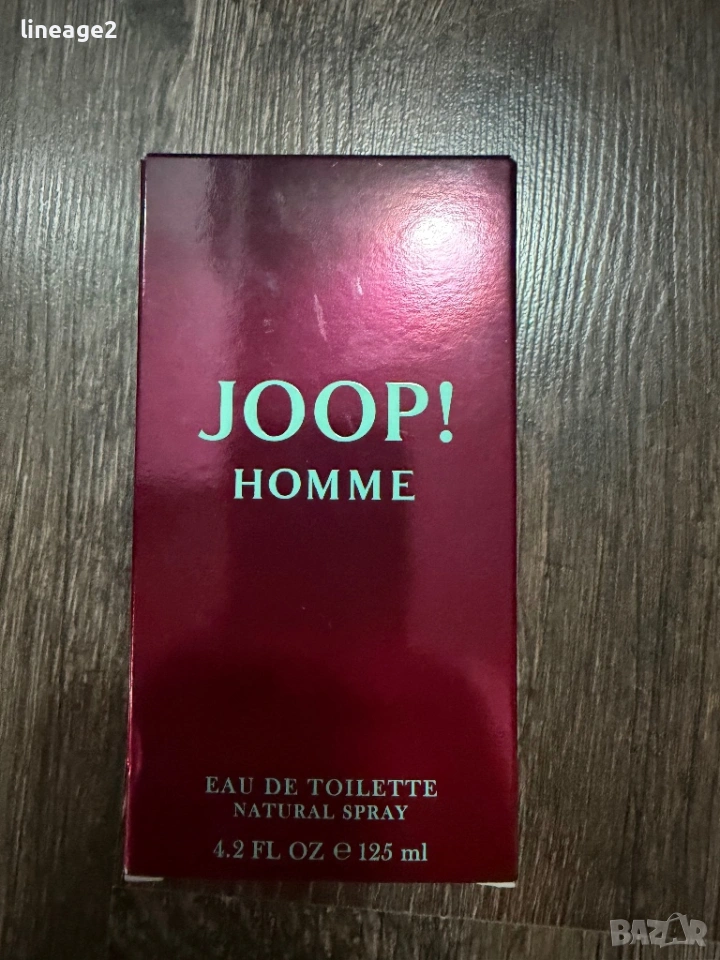 lineage2
JOOP!
HOMME
EAU DE TOILETTE
NATURAL SPRAY
4.2 FL OZ ℮ 125 ml
BAZAR